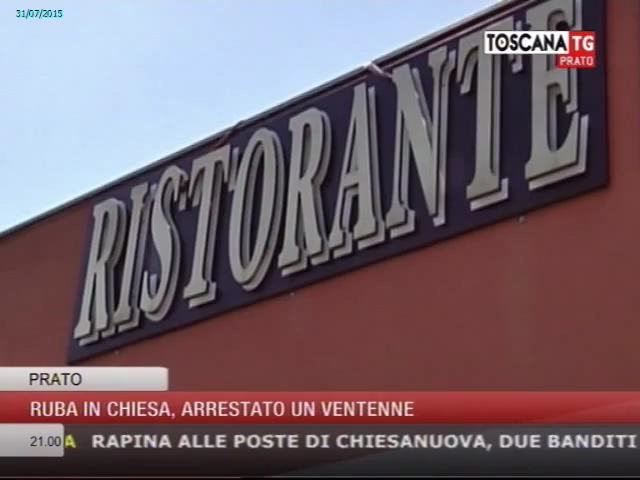 31/07/2015
TOSCANA TG
PRATO
RISTORANTE
PRATO
RUBA IN CHIESA, ARRESTATO UN VENTENNE
21.00 A RAPINA ALLE POSTE DI CHIESANUOVA, DUE BANDITI